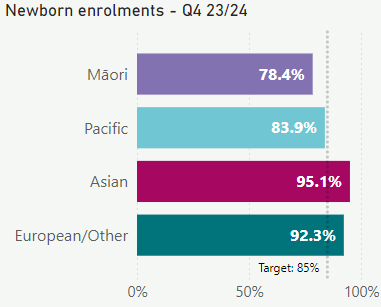 Newborn enrolments - Q4 23/24
Māori 78.4%
Pacific 83.9%
Asian 95.1%
European/Other 92.3%
Target: 85%
0% 50% 100%